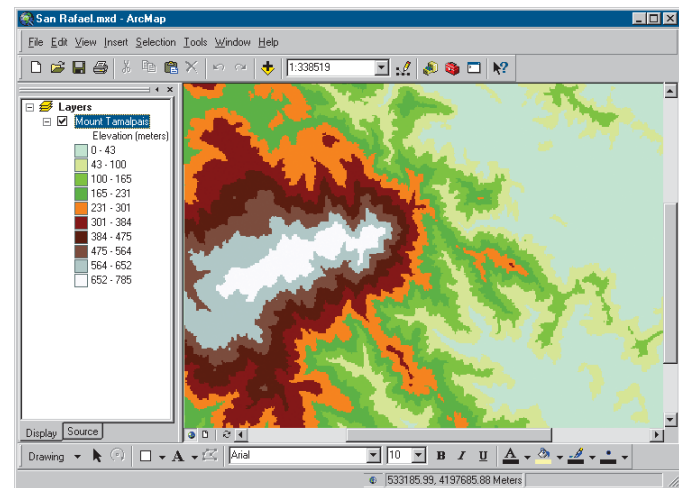 San Rafael.mxd - ArcMap
File Edit View Insert Selection Tools Window Help
1:338519
Layers
Mount Tamalpais
Elevation (meters)
0 - 43
43 - 100
100 - 165
165 - 231
231 - 301
301 - 384
384 - 475
475 - 564
564 - 652
652 - 785
Display Source
Drawing A Arial 10 B I U A
533185.99, 4197685.88 Meters